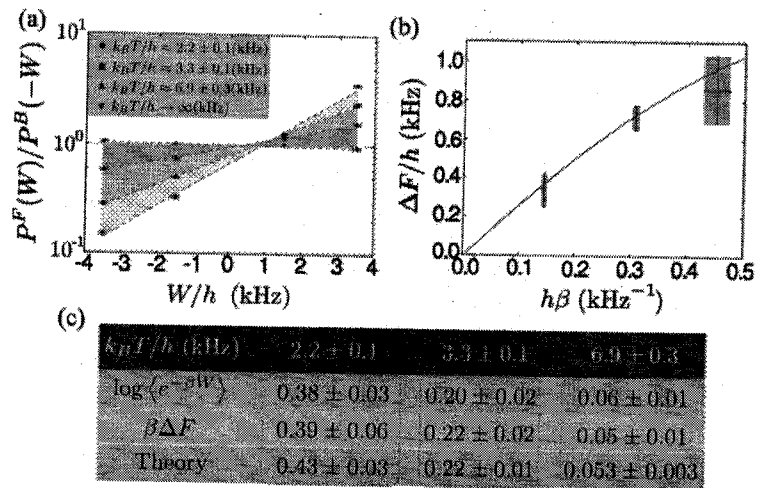 (a)
10¹
10⁰
10⁻¹
P^F(W)/P^B(-W)
k_BT/h ≈ 2.2 ± 0.1(kHz)
k_BT/h ≈ 3.3 ± 0.1(kHz)
k_BT/h ≈ 6.9 ± 0.3(kHz)
k_BT/h → ∞(kHz)
-4 -3 -2 -1 0 1 2 3 4
W/h (kHz)
(b)
1.0
0.8
0.6
0.4
0.2
0.0
ΔF/h (kHz)
0.0 0.1 0.2 0.3 0.4 0.5
hβ (kHz⁻¹)
(c)
k_BT/h (kHz) 2.2 ± 0.1 3.3 ± 0.1 6.9 ± 0.3
log⟨e^{-βW}⟩ 0.38 ± 0.03 0.20 ± 0.02 0.06 ± 0.01
βΔF 0.39 ± 0.06 0.22 ± 0.02 0.05 ± 0.01
Theory 0.43 ± 0.03 0.22 ± 0.01 0.053 ± 0.003